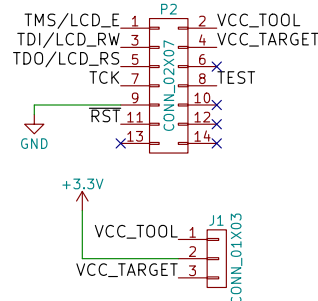 P2
TMS/LCD_E 1 2 VCC_TOOL
TDI/LCD_RW 3 4 VCC_TARGET
TDO/LCD_RS 5 6
TCK 7 8 TEST
9 10
RST 11 12
13 14
CONN_02X07
GND
+3.3V
J1
VCC_TOOL 1
2
VCC_TARGET 3
CONN_01X03